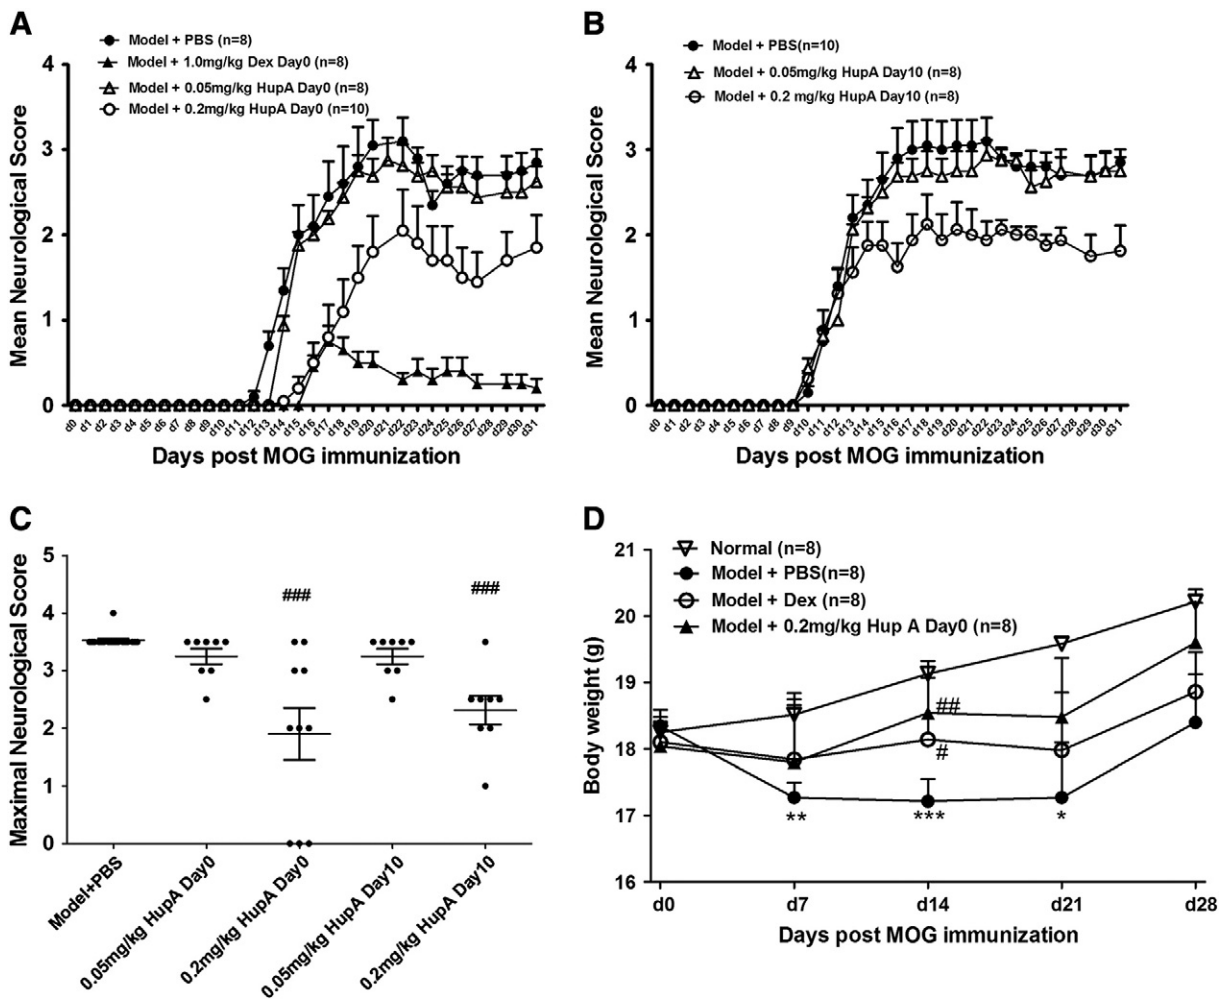 A
Model + PBS (n=8)
Model + 1.0mg/kg Dex Day0 (n=8)
Model + 0.05mg/kg HupA Day0 (n=8)
Model + 0.2mg/kg HupA Day0 (n=10)
Mean Neurological Score
4
3
2
1
0
d0 d1 d2 d3 d4 d5 d6 d7 d8 d9 d10 d11 d12 d13 d14 d15 d16 d17 d18 d19 d20 d21 d22 d23 d24 d25 d26 d27 d28 d29 d30 d31
Days post MOG immunization
B
Model + PBS(n=10)
Model + 0.05mg/kg HupA Day10 (n=8)
Model + 0.2 mg/kg HupA Day10 (n=8)
Mean Neurological Score
4
3
2
1
0
d0 d1 d2 d3 d4 d5 d6 d7 d8 d9 d10 d11 d12 d13 d14 d15 d16 d17 d18 d19 d20 d21 d22 d23 d24 d25 d26 d27 d28 d29 d30 d31
Days post MOG immunization
C
Maximal Neurological Score
5
4
3
2
1
0
###
###
Model+PBS
0.05mg/kg HupA Day0
0.2mg/kg HupA Day0
0.05mg/kg HupA Day10
0.2mg/kg HupA Day10
D
Normal (n=8)
Model + PBS(n=8)
Model + Dex (n=8)
Model + 0.2mg/kg Hup A Day0 (n=8)
Body weight (g)
21
20
19
18
17
16
##
#
**
***
*
d0 d7 d14 d21 d28
Days post MOG immunization